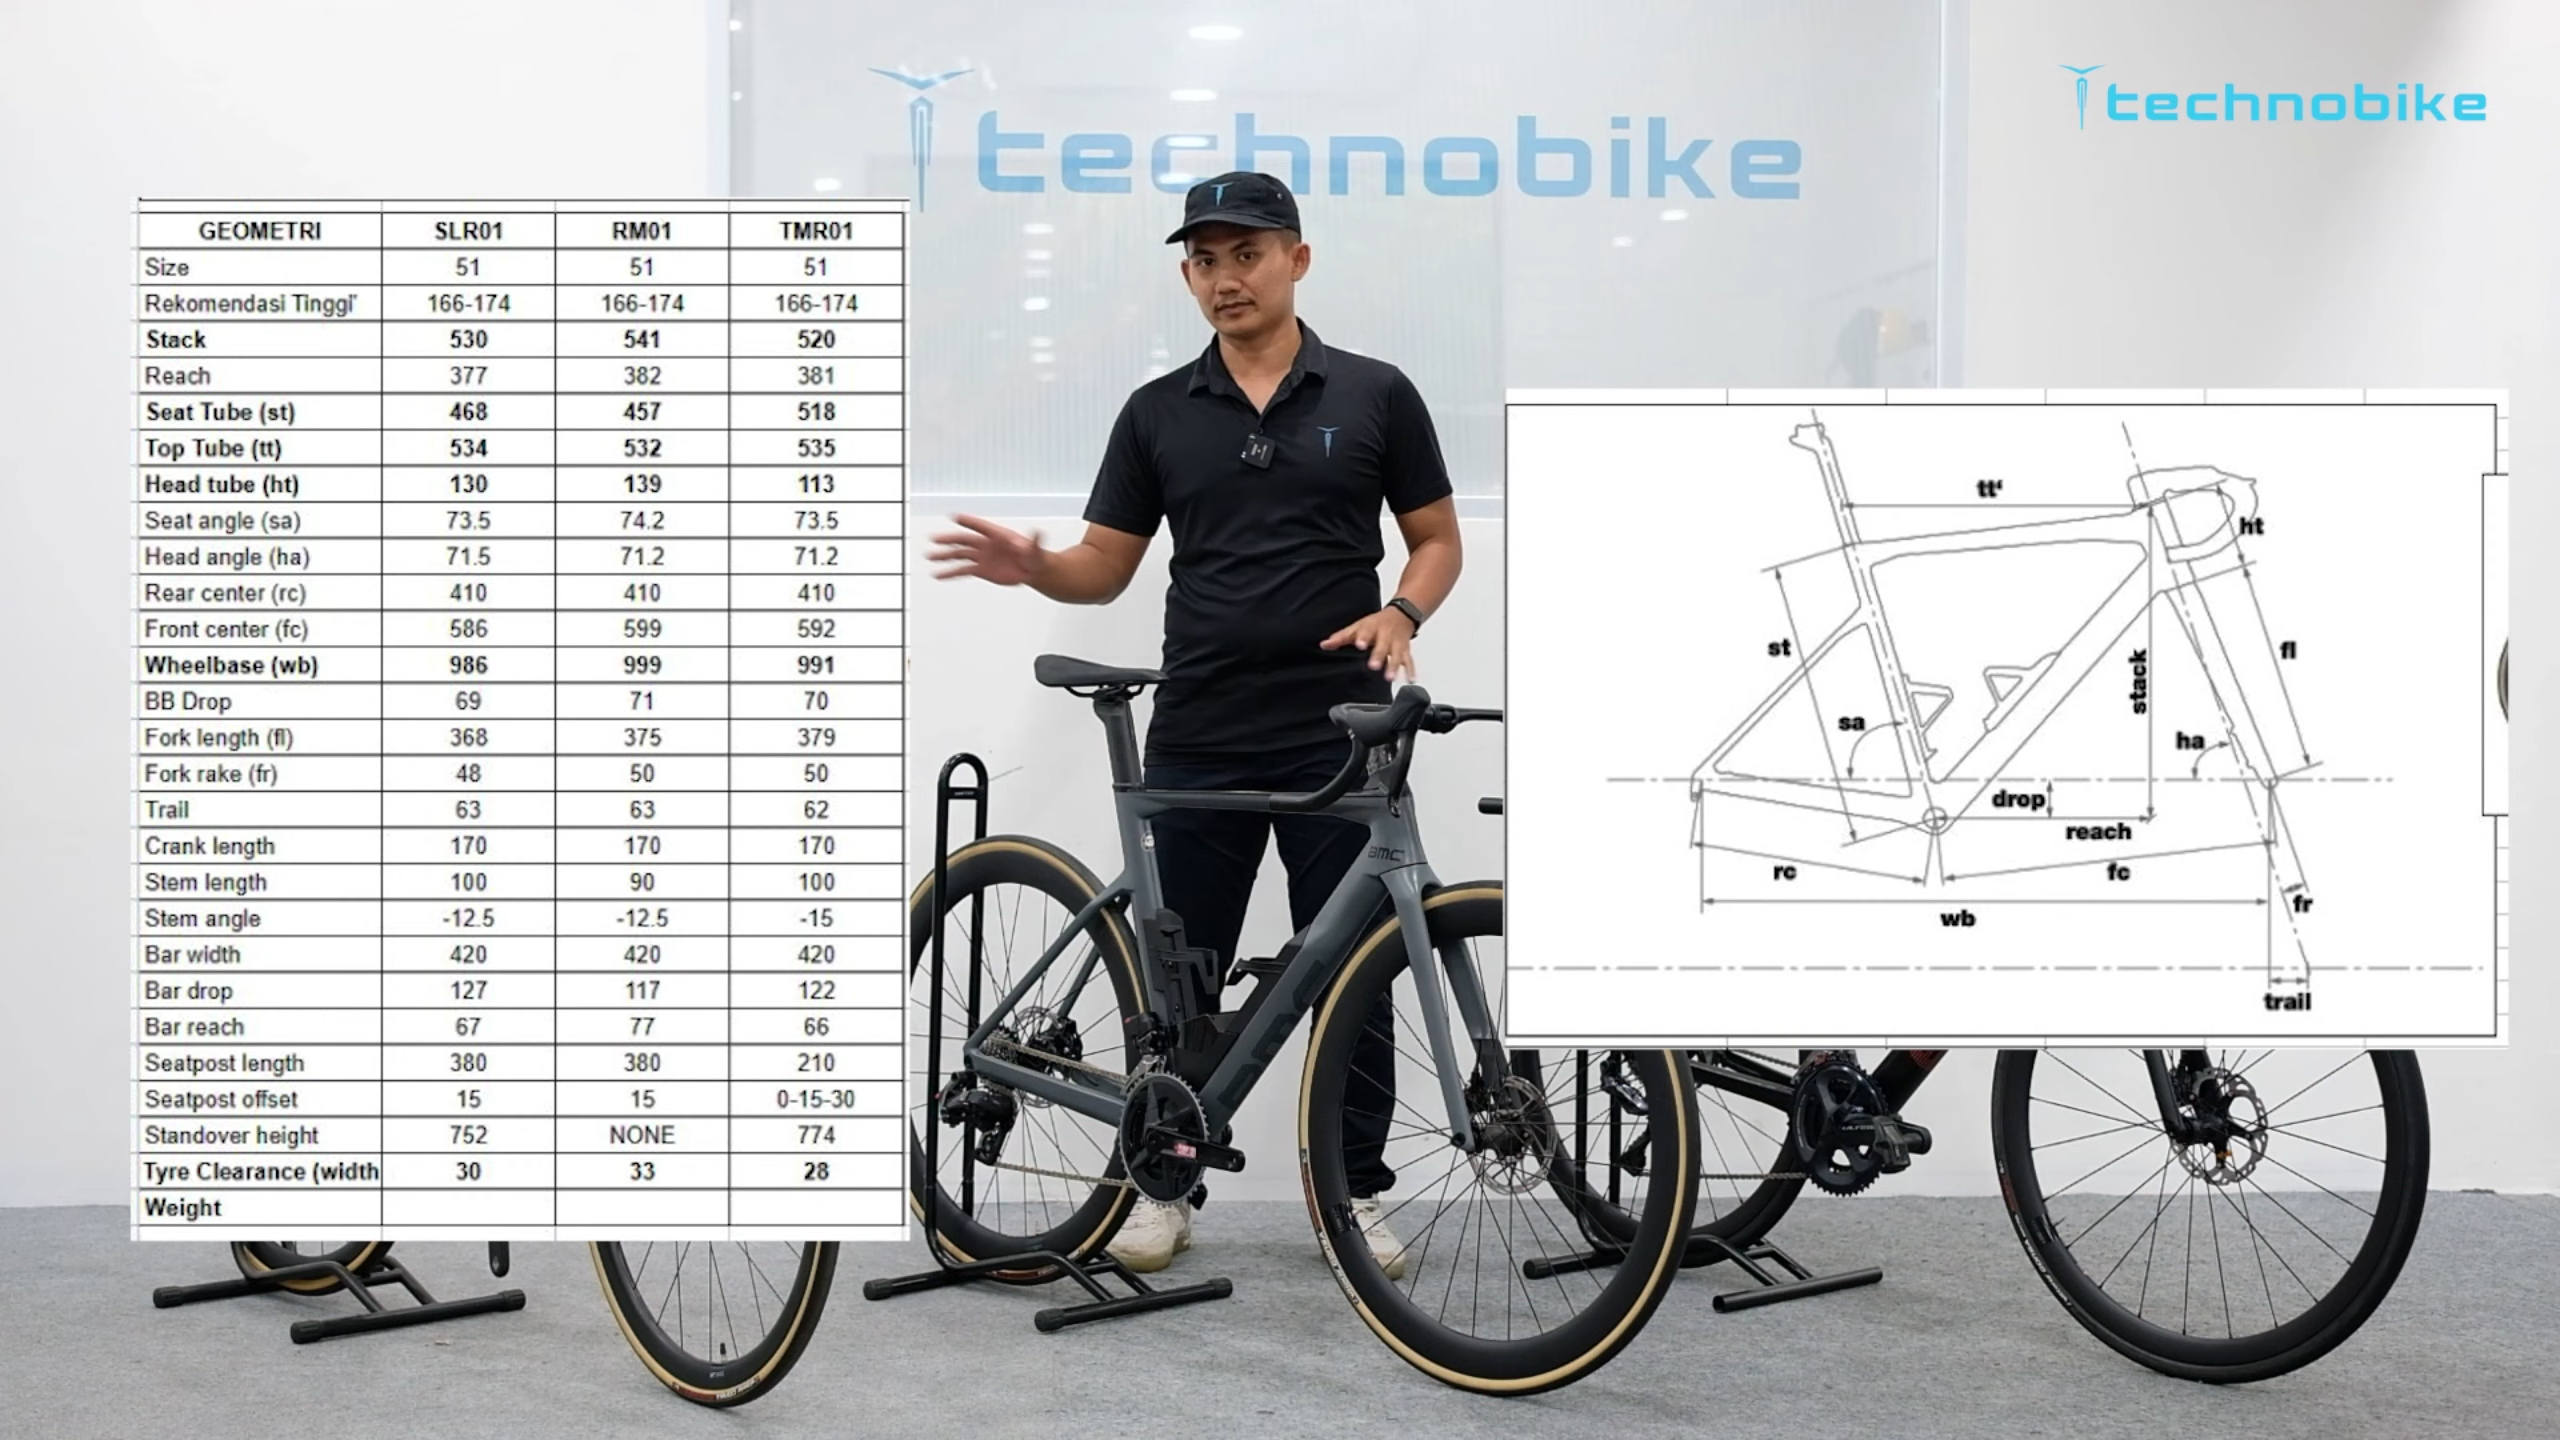 technobike
technobike
GEOMETRI SLR01 RM01 TMR01
Size 51 51 51
Rekomendasi Tinggi' 166-174 166-174 166-174
Stack 530 541 520
Reach 377 382 381
Seat Tube (st) 468 457 518
Top Tube (tt) 534 532 535
Head tube (ht) 130 139 113
Seat angle (sa) 73.5 74.2 73.5
Head angle (ha) 71.5 71.2 71.2
Rear center (rc) 410 410 410
Front center (fc) 586 599 592
Wheelbase (wb) 986 999 991
BB Drop 69 71 70
Fork length (fl) 368 375 379
Fork rake (fr) 48 50 50
Trail 63 63 62
Crank length 170 170 170
Stem length 100 90 100
Stem angle -12.5 -12.5 -15
Bar width 420 420 420
Bar drop 127 117 122
Bar reach 67 77 66
Seatpost length 380 380 210
Seatpost offset 15 15 0-15-30
Standover height 752 NONE 774
Tyre Clearance (width 30 33 28
Weight
tt'
ht
st
stack
fl
sa
ha
drop
reach
rc
fc
fr
wb
trail
BMC